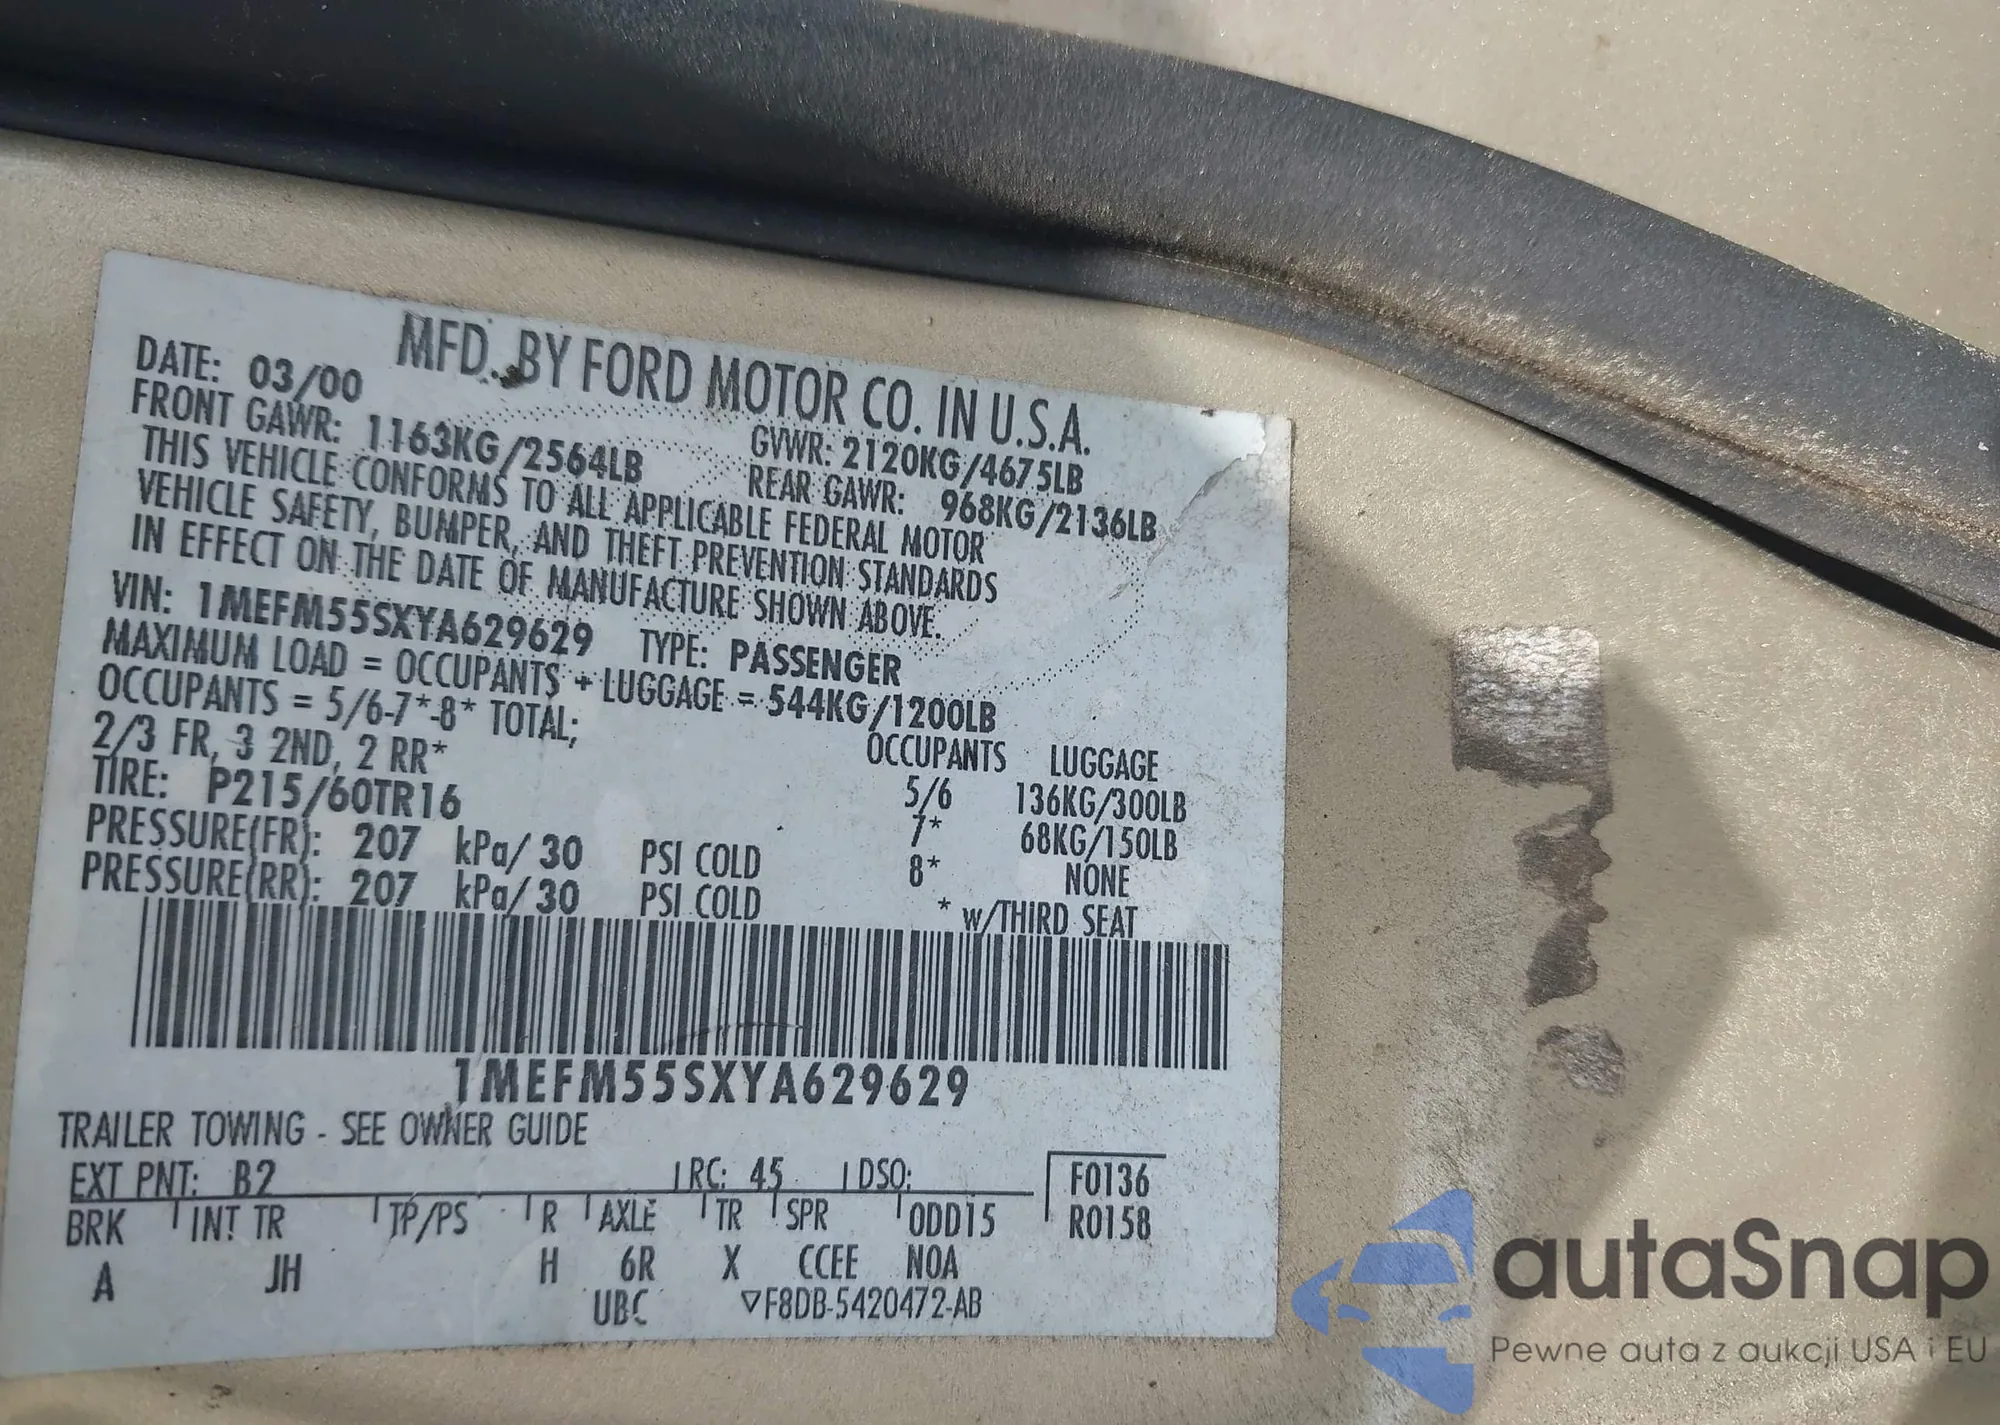 MFD. BY FORD MOTOR CO. IN U.S.A.
DATE: 03/00 GVWR: 2120KG/4675LB
FRONT GAWR: 1163KG/2564LB REAR GAWR: 968KG/2136LB
THIS VEHICLE CONFORMS TO ALL APPLICABLE FEDERAL MOTOR
VEHICLE SAFETY, BUMPER, AND THEFT PREVENTION STANDARDS
IN EFFECT ON THE DATE OF MANUFACTURE SHOWN ABOVE.
VIN: 1MEFM55SXYA629629 TYPE: PASSENGER
MAXIMUM LOAD = OCCUPANTS + LUGGAGE = 544KG/1200LB
OCCUPANTS = 5/6-7*-8* TOTAL; OCCUPANTS LUGGAGE
2/3 FR, 3 2ND, 2 RR* 5/6 136KG/300LB
TIRE: P215/60TR16 7* 68KG/150LB
PRESSURE(FR): 207 kPa/ 30 PSI COLD 8* NONE
PRESSURE(RR): 207 kPa/ 30 PSI COLD * w/THIRD SEAT
1MEFM55SXYA629629
TRAILER TOWING - SEE OWNER GUIDE
EXT PNT: B2 RC: 45 DSO: F0136
BRK INT TR TP/PS R AXLE TR SPR ODD15 R0158
A JH H 6R X CCEE NOA
UBC ▽F8DB-5420472-AB
autaSnap
Pewne auta z aukcji USA i EU